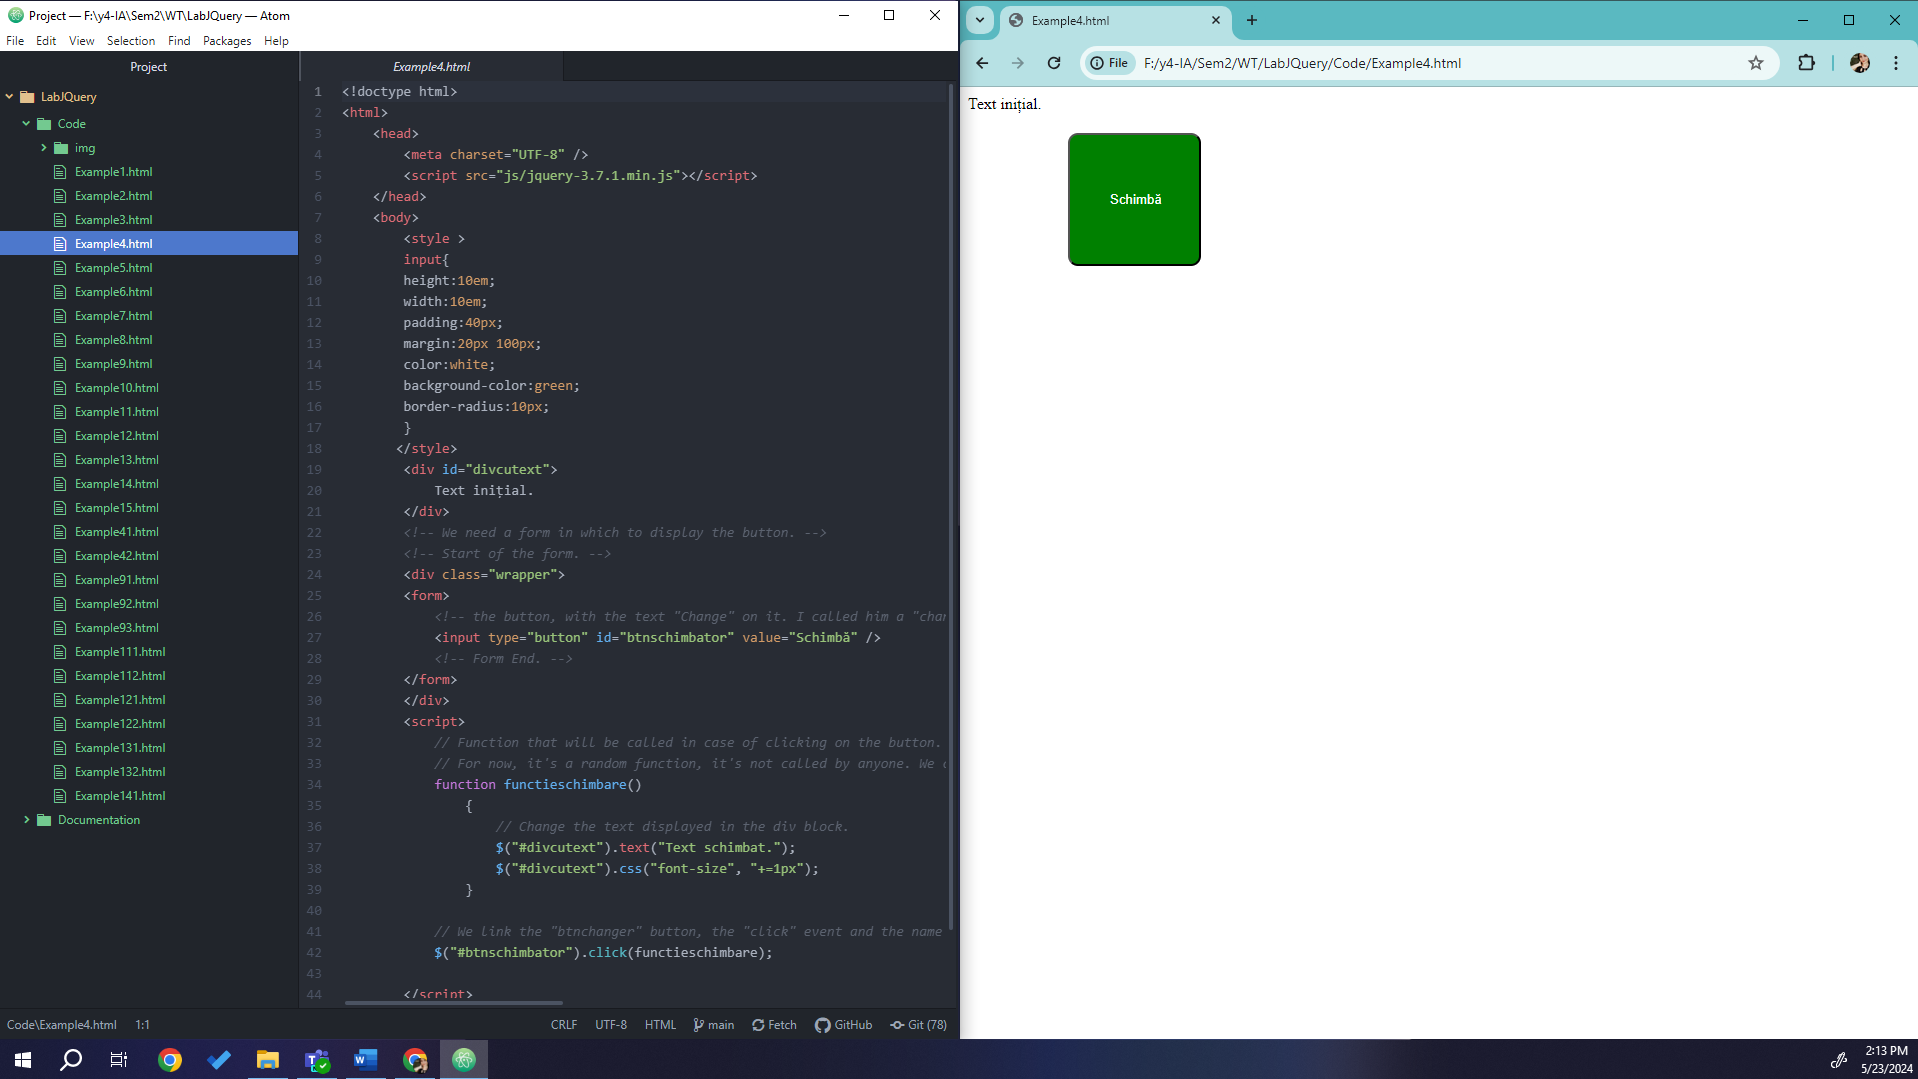 Project — F:\y4-IA\Sem2\WT\LabJQuery — Atom
File Edit View Selection Find Packages Help
Project
LabJQuery
Code
img
Example1.html
Example2.html
Example3.html
Example4.html
Example5.html
Example6.html
Example7.html
Example8.html
Example9.html
Example10.html
Example11.html
Example12.html
Example13.html
Example14.html
Example15.html
Example41.html
Example42.html
Example91.html
Example92.html
Example93.html
Example111.html
Example112.html
Example121.html
Example122.html
Example131.html
Example132.html
Example141.html
Documentation
Example4.html
1 <!doctype html>
2 <html>
3 <head>
4 <meta charset="UTF-8" />
5 <script src="js/jquery-3.7.1.min.js"></script>
6 </head>
7 <body>
8 <style >
9 input{
10 height:10em;
11 width:10em;
12 padding:40px;
13 margin:20px 100px;
14 color:white;
15 background-color:green;
16 border-radius:10px;
17 }
18 </style>
19 <div id="divcutext">
20 Text inițial.
21 </div>
22 <!-- We need a form in which to display the button. -->
23 <!-- Start of the form. -->
24 <div class="wrapper">
25 <form>
26 <!-- the button, with the text "Change" on it. I called him a "char
27 <input type="button" id="btnschimbator" value="Schimbă" />
28 <!-- Form End. -->
29 </form>
30 </div>
31 <script>
32 // Function that will be called in case of clicking on the button.
33 // For now, it's a random function, it's not called by anyone. We c
34 function functieschimbare()
35 {
36 // Change the text displayed in the div block.
37 $("#divcutext").text("Text schimbat.");
38 $("#divcutext").css("font-size", "+=1px");
39 }
40
41 // We link the "btnchanger" button, the "click" event and the name
42 $("#btnschimbator").click(functieschimbare);
43
44 </script>
Code\Example4.html 1:1 CRLF UTF-8 HTML main Fetch GitHub Git (78)
Example4.html
File F:/y4-IA/Sem2/WT/LabJQuery/Code/Example4.html
Text inițial.
Schimbă
2:13 PM
5/23/2024